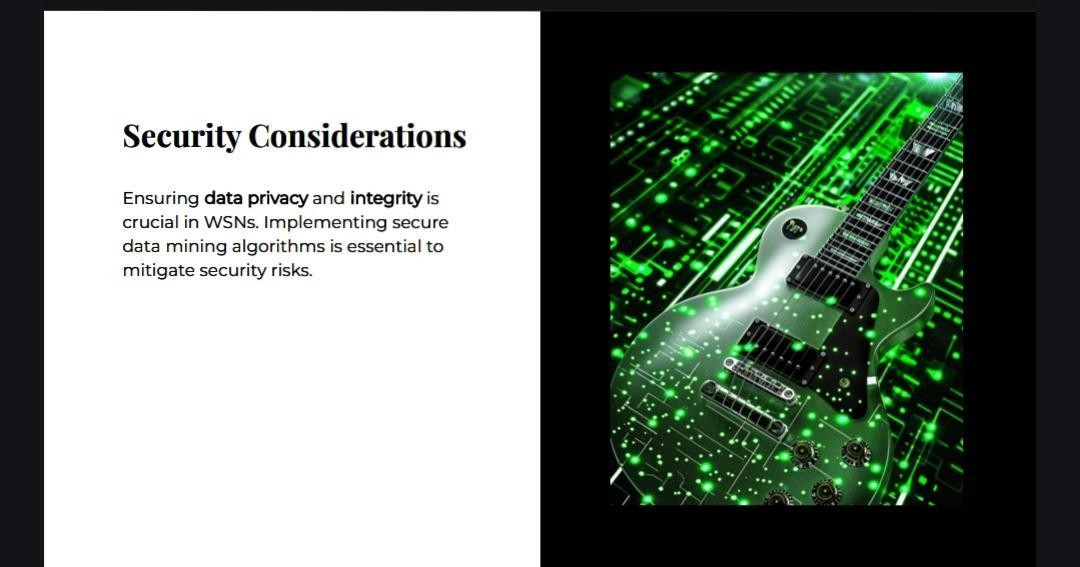 Security Considerations
Ensuring data privacy and integrity is
crucial in WSNs. Implementing secure
data mining algorithms is essential to
mitigate security risks.